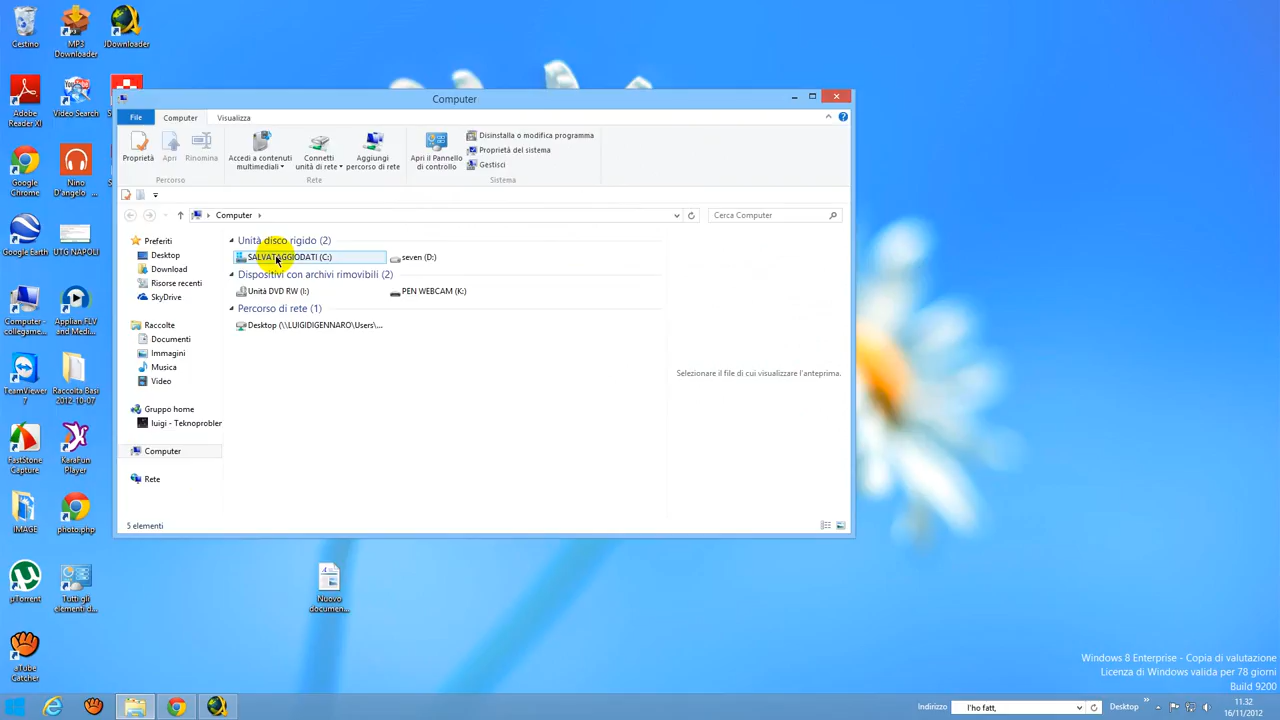 Cestino
MP3 Downloader
JDownloader
Adobe Reader XI
Video Search
Google Chrome
Nino D'angelo ...
Google Earth
UTG NAPOLI
Computer - collegame...
Applian FLV and Medi...
TeamViewer 7
Raccolta Basi 2012-10-07
FastStone Capture
KaraFun Player
IMAGE
photo.php
µTorrent
Tutti gli elementi d...
aTube Catcher
Nuovo documen...
Computer
File
Computer
Visualizza
Proprietà
Apri
Rinomina
Percorso
Accedi a contenuti multimediali
Connetti unità di rete
Aggiungi percorso di rete
Rete
Apri il Pannello di controllo
Disinstalla o modifica programma
Proprietà del sistema
Gestisci
Sistema
Computer
Cerca Computer
Preferiti
Desktop
Download
Risorse recenti
SkyDrive
Raccolte
Documenti
Immagini
Musica
Video
Gruppo home
luigi - Teknoproblem
Computer
Rete
Unità disco rigido (2)
SALVATAGGIODATI (C:)
seven (D:)
Dispositivi con archivi rimovibili (2)
Unità DVD RW (I:)
PEN WEBCAM (K:)
Percorso di rete (1)
Desktop (\\LUIGIDIGENNARO\Users\...
Selezionare il file di cui visualizzare l'anteprima.
5 elementi
Windows 8 Enterprise - Copia di valutazione
Licenza di Windows valida per 78 giorni
Build 9200
Indirizzo
l'ho fatt,
Desktop
11.32
16/11/2012